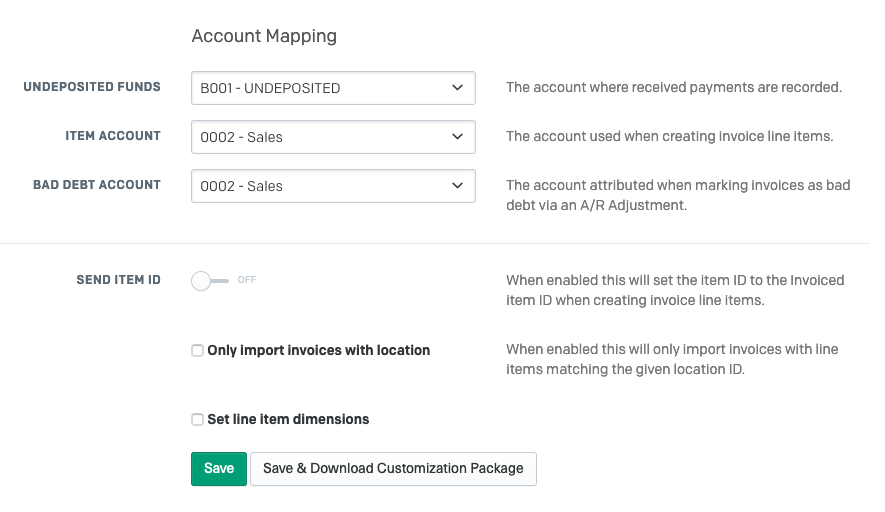 Account Mapping
UNDEPOSITED FUNDS
B001 - UNDEPOSITED
The account where received payments are recorded.
ITEM ACCOUNT
0002 - Sales
The account used when creating invoice line items.
BAD DEBT ACCOUNT
0002 - Sales
The account attributed when marking invoices as bad
debt via an A/R Adjustment.
SEND ITEM ID
OFF
When enabled this will set the item ID to the Invoiced
item ID when creating invoice line items.
Only import invoices with location
When enabled this will only import invoices with line
items matching the given location ID.
Set line item dimensions
Save
Save & Download Customization Package